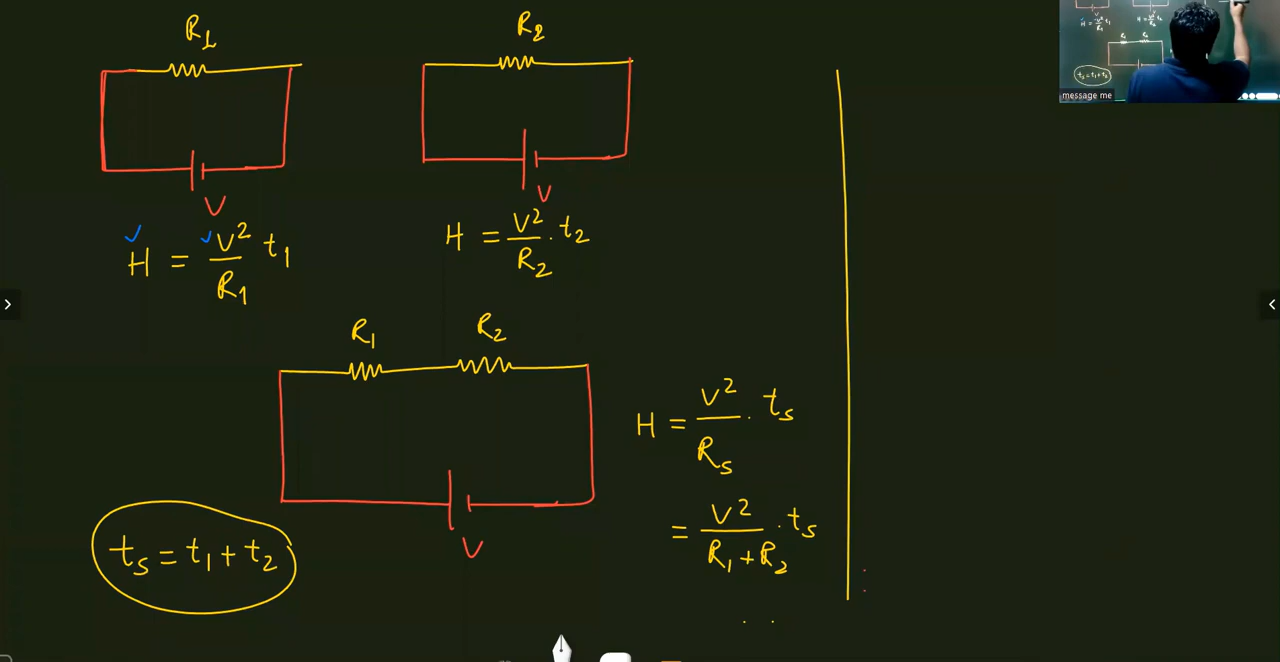 R₁
R₂
V
V
H = V²/R₁ t₁
H = V²/R₂ . t₂
R₁
R₂
V
H = V²/Rₛ . tₛ
= V²/R₁+R₂ . tₛ
tₛ = t₁ + t₂
message me